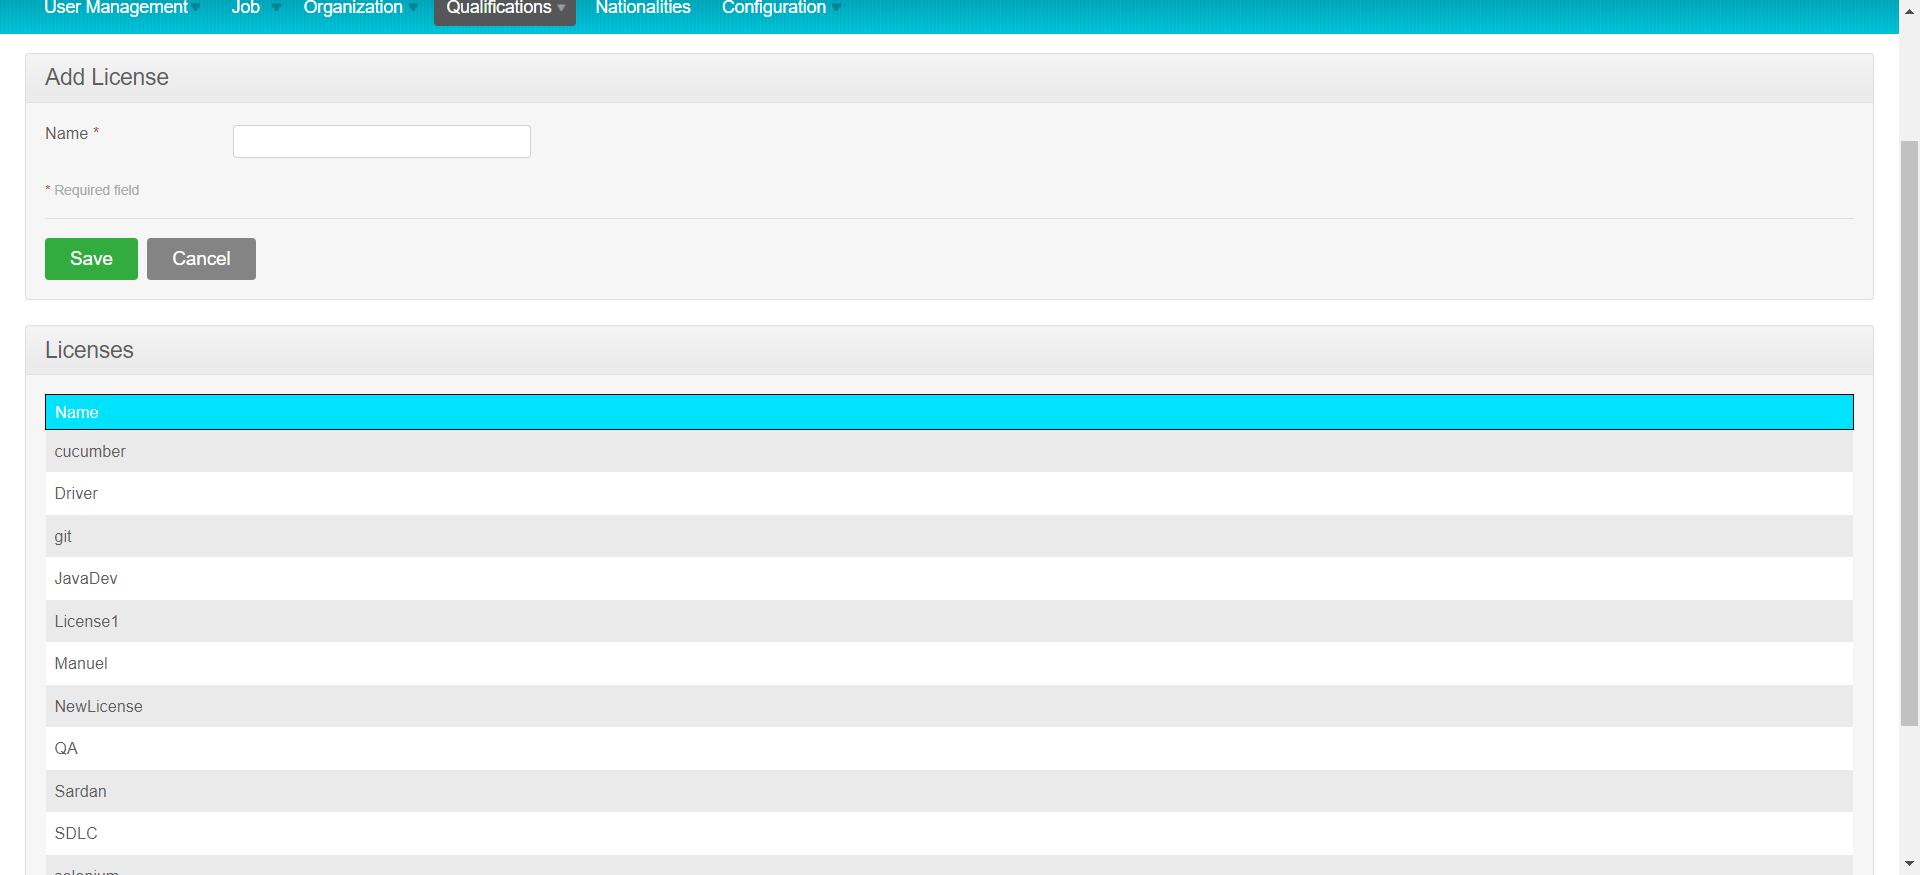 User Management Job Organization Qualifications Nationalities Configuration
Add License
Name *
* Required field
Save Cancel
Licenses
Name
cucumber
Driver
git
JavaDev
License1
Manuel
NewLicense
QA
Sardan
SDLC
selenium